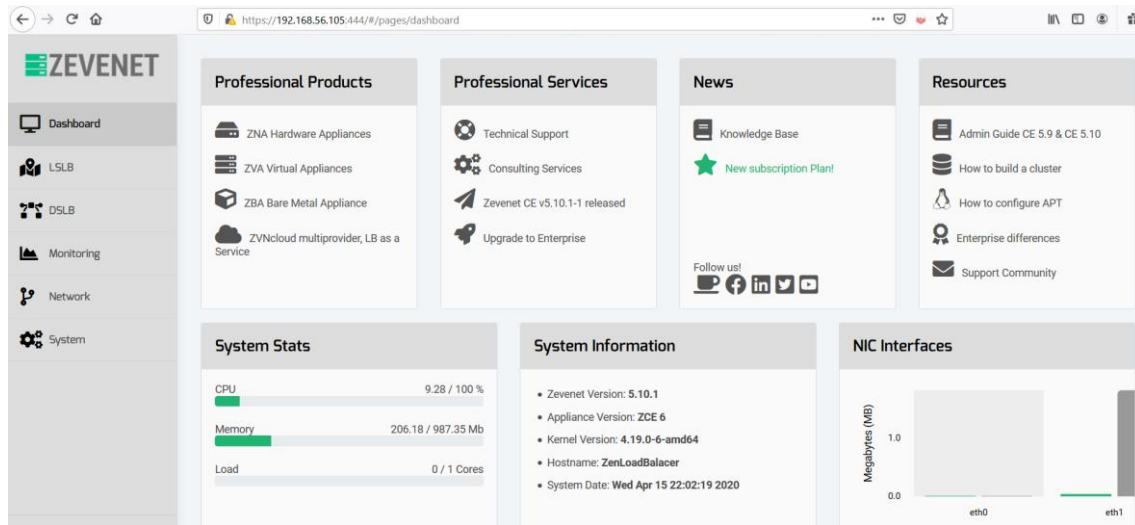 https://192.168.56.105:444/#/pages/dashboard
ZEVENET
Dashboard
LSLB
DSLB
Monitoring
Network
System
Professional Products
ZNA Hardware Appliances
ZVA Virtual Appliances
ZBA Bare Metal Appliance
ZVNcloud multiprovider, LB as a
Service
Professional Services
Technical Support
Consulting Services
Zevenet CE v5.10.1-1 released
Upgrade to Enterprise
News
Knowledge Base
New subscription Plan!
Follow us!
Resources
Admin Guide CE 5.9 & CE 5.10
How to build a cluster
How to configure APT
Enterprise differences
Support Community
System Stats
CPU 9.28 / 100 %
Memory 206.18 / 987.35 Mb
Load 0 / 1 Cores
System Information
• Zevenet Version: 5.10.1
• Appliance Version: ZCE 6
• Kernel Version: 4.19.0-6-amd64
• Hostname: ZenLoadBalacer
• System Date: Wed Apr 15 22:02:19 2020
NIC Interfaces
Megabytes (MB)
1.0
0.0
eth0 eth1